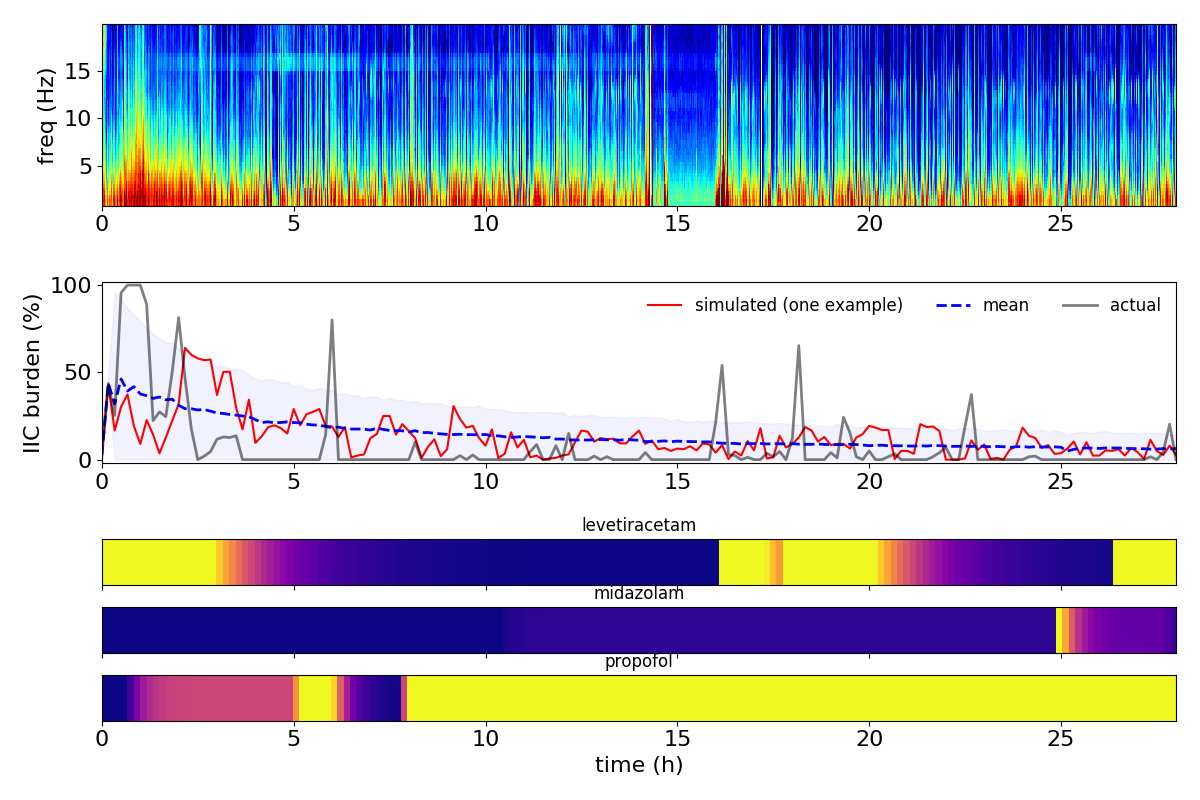 freq (Hz)
15
10
5
0 5 10 15 20 25
IIC burden (%)
100
50
0
simulated (one example) mean actual
0 5 10 15 20 25
levetiracetam
midazolam
propofol
0 5 10 15 20 25
time (h)